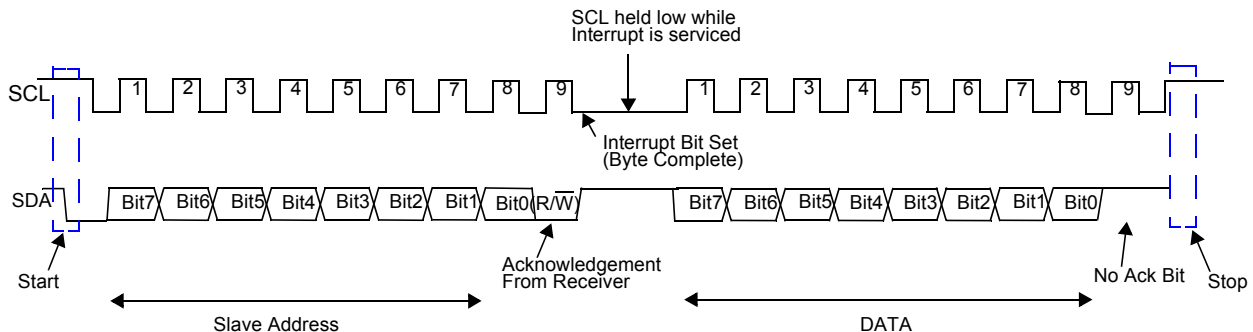 SCL held low while
Interrupt is serviced
SCL
1 2 3 4 5 6 7 8 9 1 2 3 4 5 6 7 8 9
Interrupt Bit Set
(Byte Complete)
SDA
Bit7 Bit6 Bit5 Bit4 Bit3 Bit2 Bit1 Bit0(R/W) Bit7 Bit6 Bit5 Bit4 Bit3 Bit2 Bit1 Bit0
Start
Acknowledgement
From Receiver
No Ack Bit
Stop
Slave Address
DATA